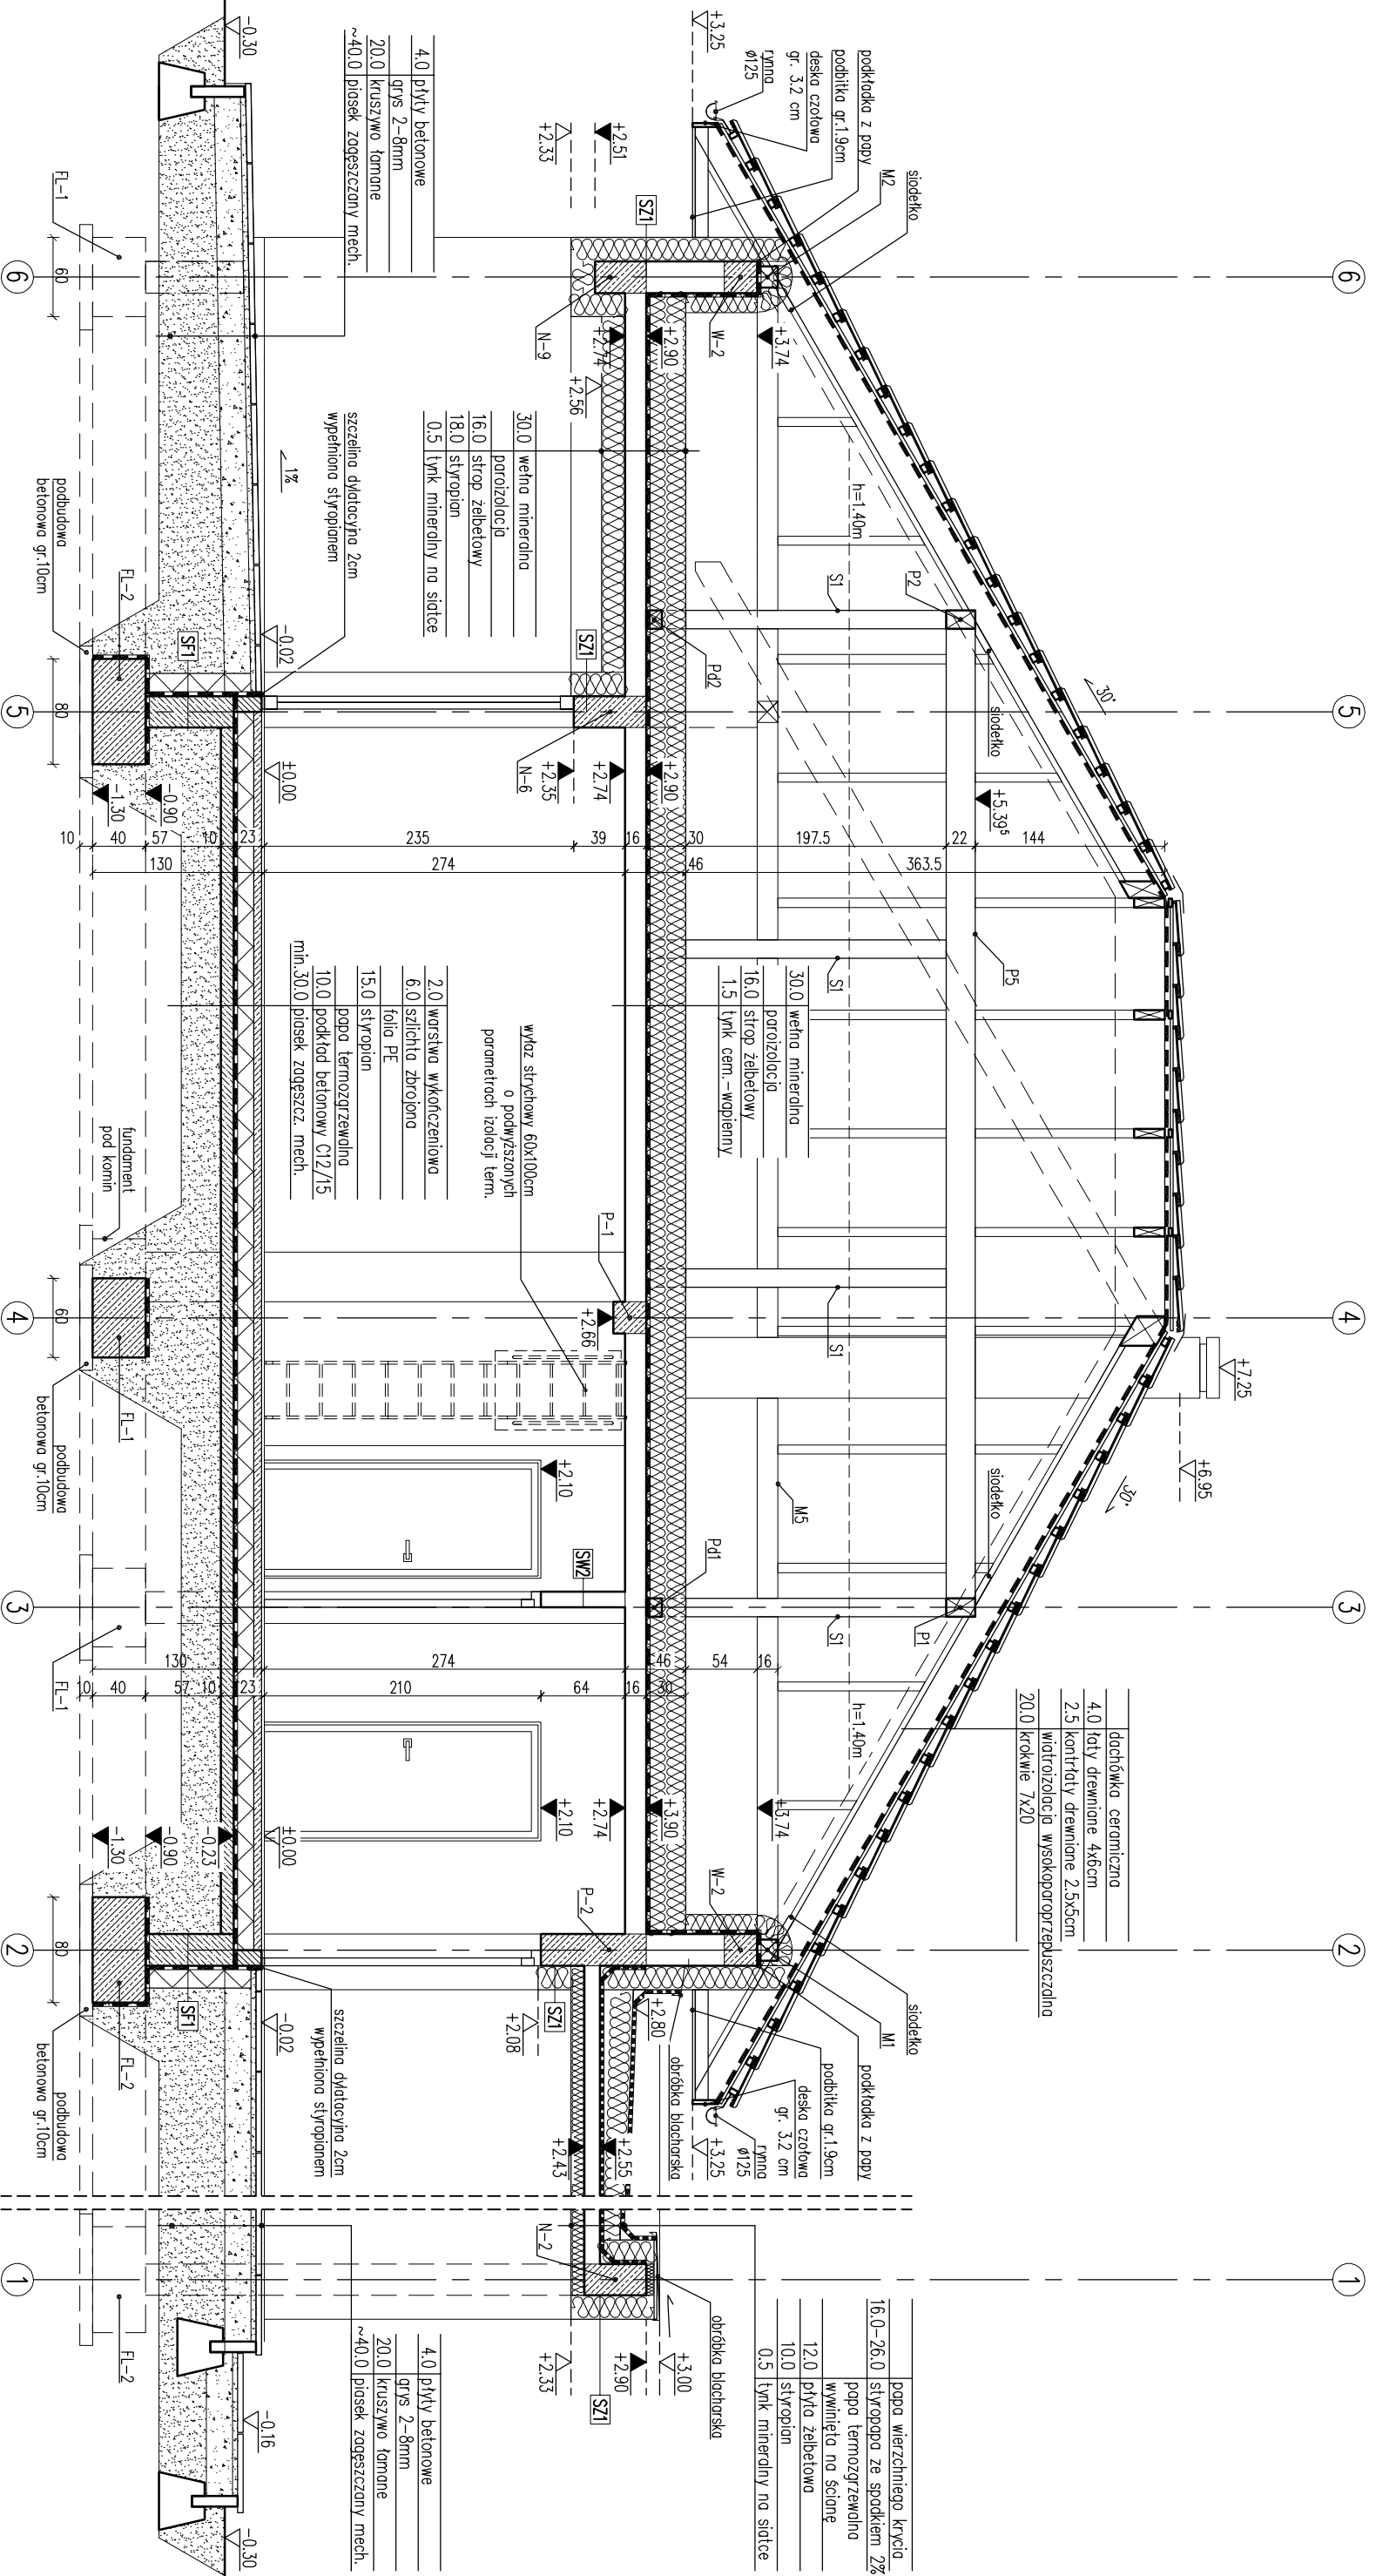 +3.25
podkładka z papy
podbitka gr.1.9cm
deska czołowa
gr. 3.2 cm
rynna
ø125
siodełko
M2
+2.51
+2.33
SZ1
-0.30
4.0 płyty betonowe
grys 2-8mm
20.0 kruszywo łamane
~40.0 piasek zagęszczany mech.
FL-1
60
6
6
W-2
N-9
+3.74
+2.90
+2.74
+2.56
30.0 wełna mineralna
paroizolacja
16.0 strop żelbetowy
18.0 styropian
0.5 tynk mineralny na siatce
szczelina dylatacyjna 2cm
wypełniona styropianem
1%
podbudowa
betonowa gr.10cm
h=1.40m
S1
P2
siodełko
30°
Pd2
SZ1
-0.02
FL-2
SF1
80
5
5
N-6
+2.90
+2.74
+2.35
±0.00
-0.90
-1.30
+5.39⁵
10
40
57
10
23
235
39
16
30
197.5
22
144
130
274
46
363.5
P5
S1
30.0 wełna mineralna
paroizolacja
16.0 strop żelbetowy
1.5 tynk cem.-wapienny
2.0 warstwa wykończeniowa
6.0 szlichta zbrojona
folia PE
15.0 styropian
papa termozgrzewalna
10.0 podkład betonowy C12/15
min.30.0 piasek zagęszcz. mech.
wyłaz strychowy 60x100cm
o podwyższonych
parametrach izolacji term.
fundament
pod komin
P-1
+2.66
S1
60
4
4
FL-1
podbudowa
betonowa gr.10cm
+7.25
+6.95
30°
siodełko
M5
+2.10
Pd1
SW2
3
3
S1
P1
FL-1
130
274
46
54
16
10
40
57
10
23
210
64
16
30
h=1.40m
dachówka ceramiczna
4.0 łaty drewniane 4x6cm
2.5 kontrłaty drewniane 2.5x5cm
wiatroizolacja wysokoparoprzepuszczalna
20.0 krokwie 7x20
+3.74
+3.90
+2.74
+2.10
±0.00
-0.23
-0.90
-1.30
W-2
P-2
80
2
2
SF1
FL-2
podbudowa
betonowa gr.10cm
-0.02
szczelina dylatacyjna 2cm
wypełniona styropianem
SZ1
+2.08
siodełko
M1
podkładka z papy
podbitka gr.1.9cm
deska czołowa
gr. 3.2 cm
rynna
ø125
+3.25
obróbka blacharska
+2.80
+2.55
+2.43
N-2
1
1
FL-2
obróbka blacharska
+3.00
+2.90
+2.33
SZ1
papa wierzchniego krycia
16.0-26.0 styropapa ze spadkiem 2%
papa termozgrzewalna
wywinięta na ścianę
12.0 płyta żelbetowa
10.0 styropian
0.5 tynk mineralny na siatce
4.0 płyty betonowe
grys 2-8mm
20.0 kruszywo łamane
~40.0 piasek zagęszczany mech.
-0.16
-0.30